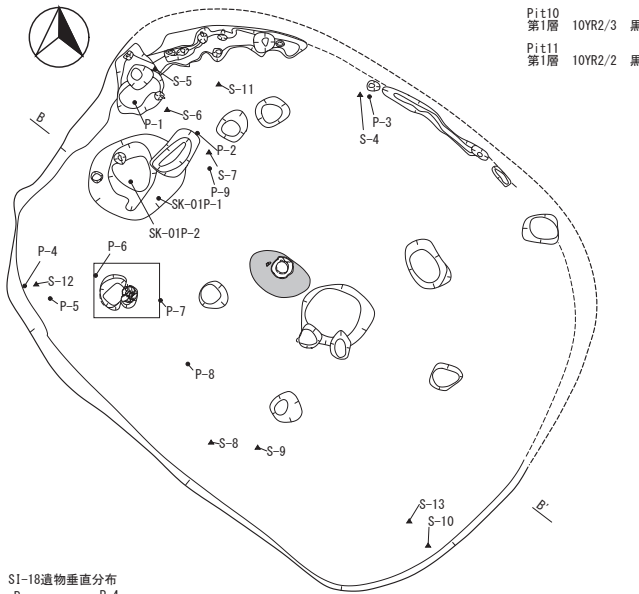 Pit10
第1層 10YR2/3 黒
Pit11
第1層 10YR2/2 黒
S-5
S-11
S-6
P-1
P-3
S-4
B
P-2
S-7
P-9
SK-01P-1
SK-01P-2
P-6
P-4
S-12
P-5
P-7
P-8
S-8
S-9
S-13
B'
S-10
SI-18遺物垂直分布
P-4